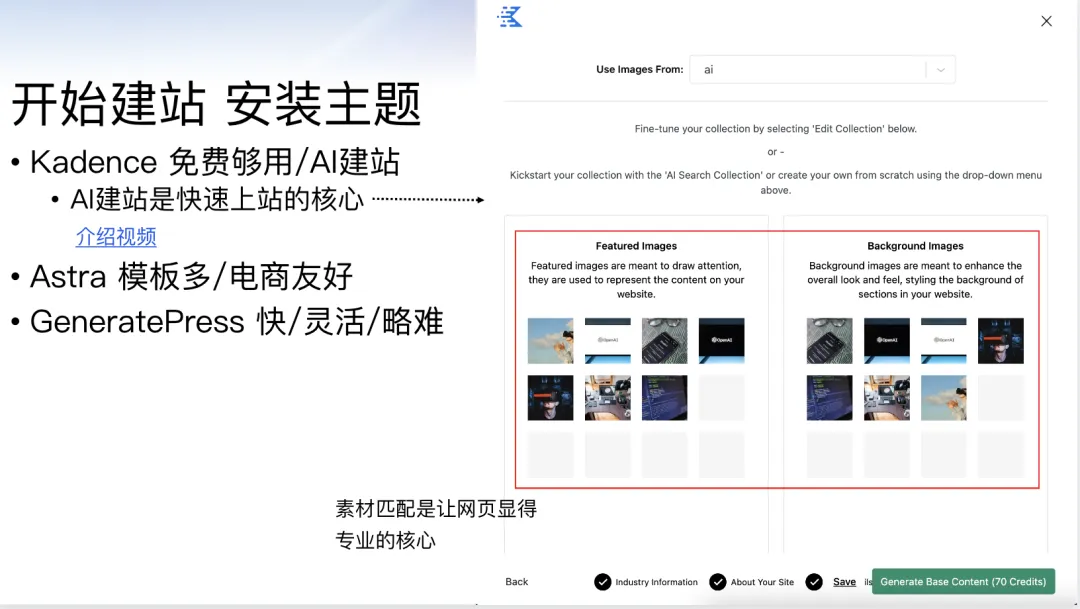 开始建站 安装主题
• Kadence 免费够用/AI建站
• AI建站是快速上站的核心
介绍视频
• Astra 模板多/电商友好
• GeneratePress 快/灵活/略难
素材匹配是让网页显得
专业的核心
Use Images From: ai
Fine-tune your collection by selecting 'Edit Collection' below.
or -
Kickstart your collection with the 'AI Search Collection' or create your own from scratch using the drop-down menu
above.
Featured Images
Featured images are meant to draw attention,
they are used to represent the content on your
website.
OpenAI
OpenAI
Background Images
Background images are meant to enhance the
overall look and feel, styling the background of
sections in your website.
OpenAI
OpenAI
Back
Industry Information
About Your Site
Save
Generate Base Content (70 Credits)